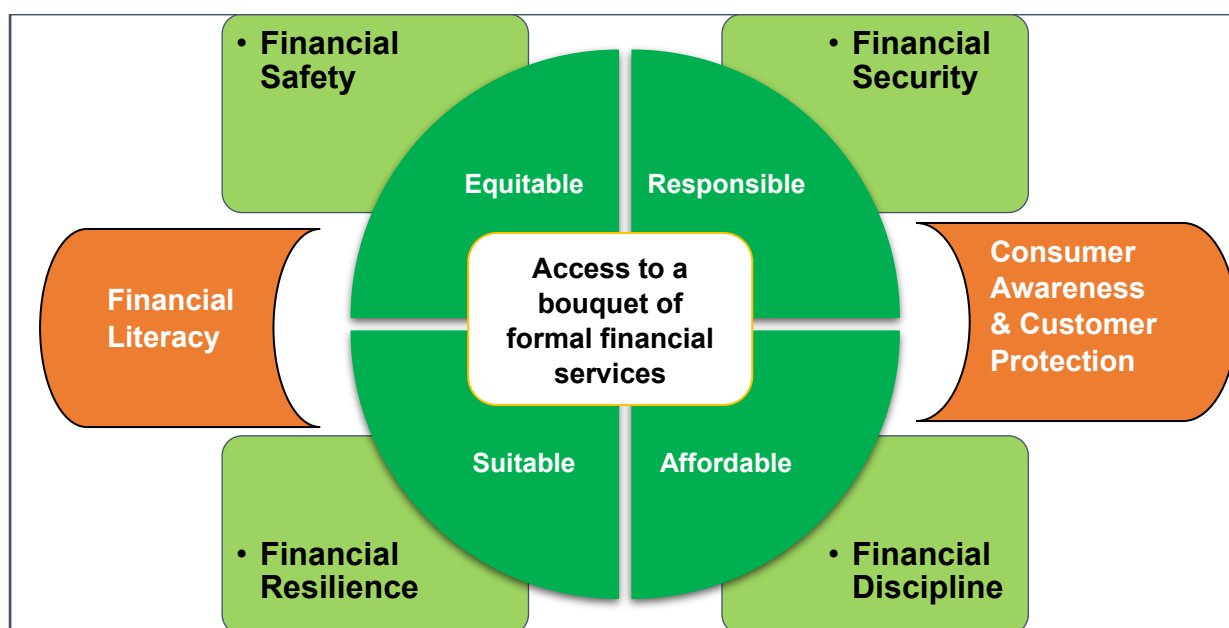 • Financial
Safety
• Financial
Security
Equitable
Responsible
Financial
Literacy
Access to a
bouquet of
formal financial
services
Consumer
Awareness
& Customer
Protection
Suitable
Affordable
• Financial
Resilience
• Financial
Discipline